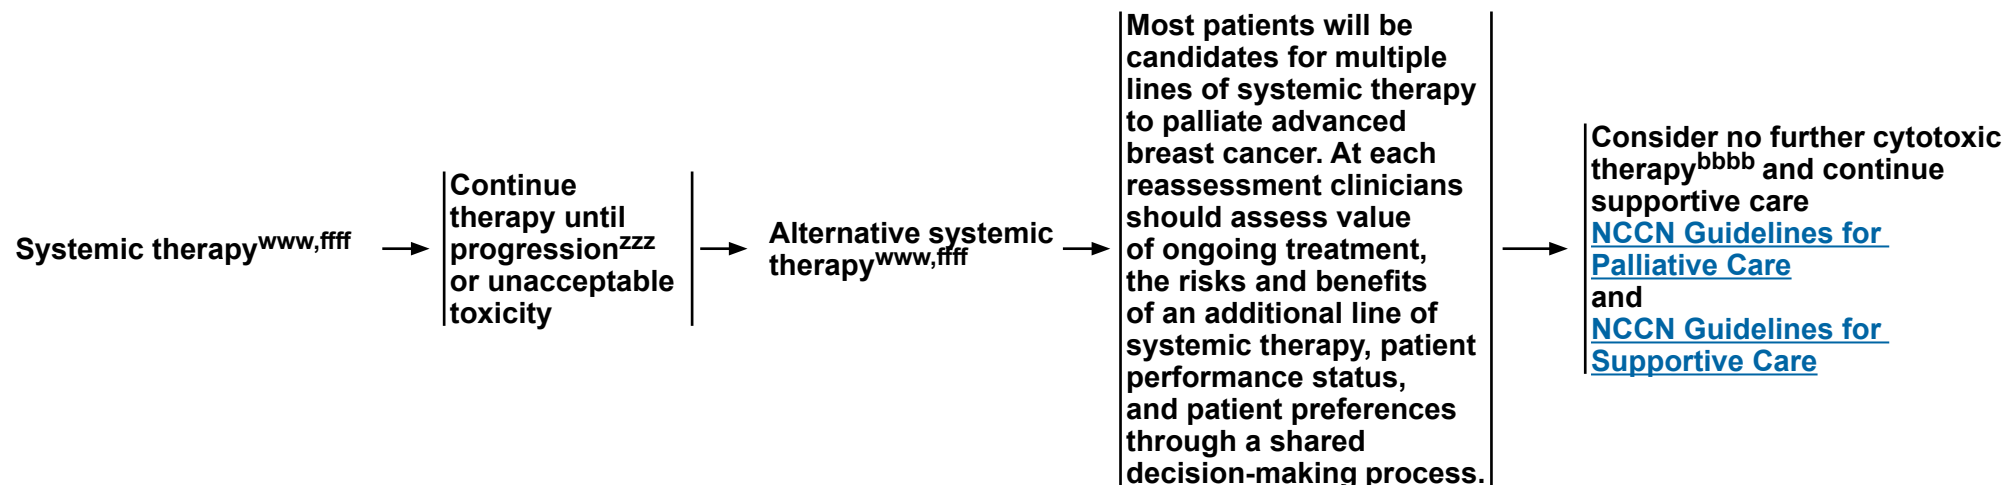 Systemic therapywww,ffff
Continue
therapy until
progressionzzz
or unacceptable
toxicity
Alternative systemic
therapywww,ffff
Most patients will be
candidates for multiple
lines of systemic therapy
to palliate advanced
breast cancer. At each
reassessment clinicians
should assess value
of ongoing treatment,
the risks and benefits
of an additional line of
systemic therapy, patient
performance status,
and patient preferences
through a shared
decision-making process.
Consider no further cytotoxic
therapybbbb and continue
supportive care
NCCN Guidelines for
Palliative Care
and
NCCN Guidelines for
Supportive Care